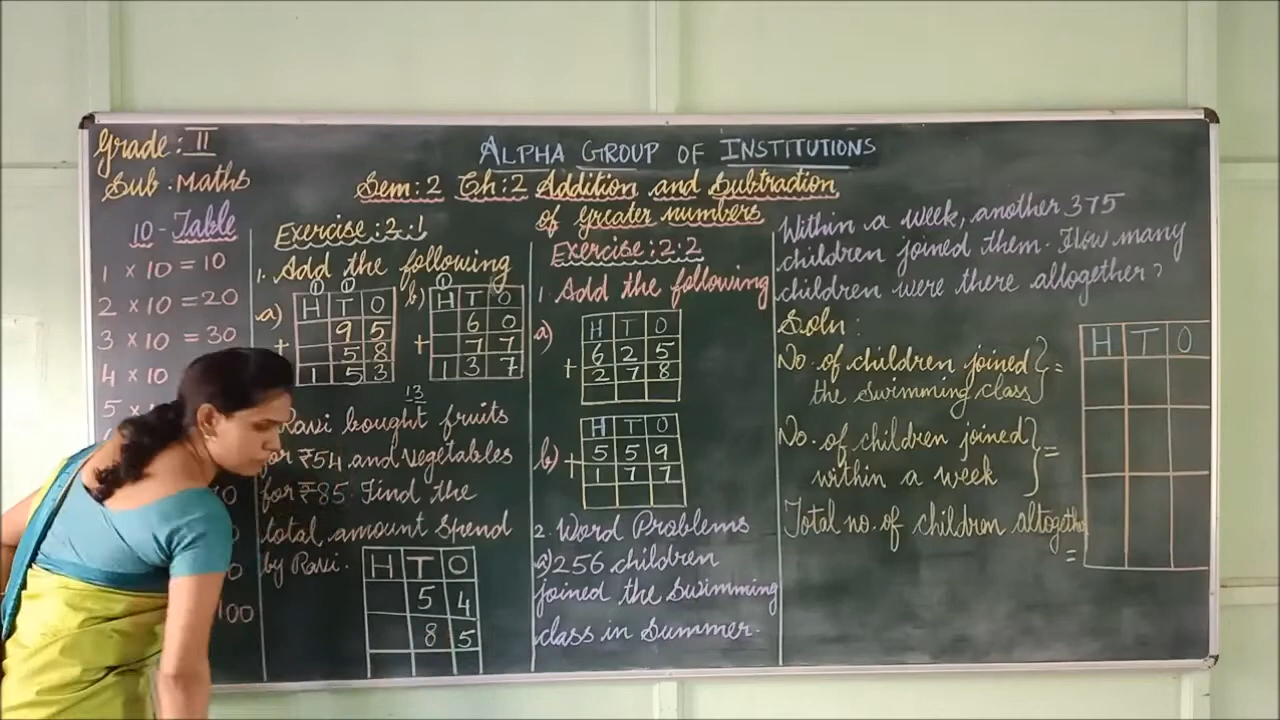 Grade: II
Sub: Maths
ALPHA GROUP OF INSTITUTIONS
Sem: 2 Ch: 2 Addition and Subtraction
of Greater numbers
10 - Table
1 × 10 = 10
2 × 10 = 20
3 × 10 = 30
4 × 10
5 ×
100
Exercise: 2.1
1. Add the following
a)
1 1
H T O
9 5
+ 5 8
1 5 3
b)
1
H T O
6 0
+ 7 7
1 3 7
13
Ravi bought fruits
for ₹54 and vegetables
for ₹85. Find the
total amount spend
by Ravi.
H T O
5 4
8 5
Exercise: 2.2
1. Add the following
a)
H T O
6 2 5
+ 2 7 8
b)
H T O
5 5 9
+ 1 7 7
2. Word Problems
a) 256 children
joined the swimming
class in summer.
Within a week, another 375
children joined them. How many
children were there altogether?
Soln:
No. of children joined
the swimming class } =
No. of children joined
within a week } =
Total no. of children altogethe
=
H T O